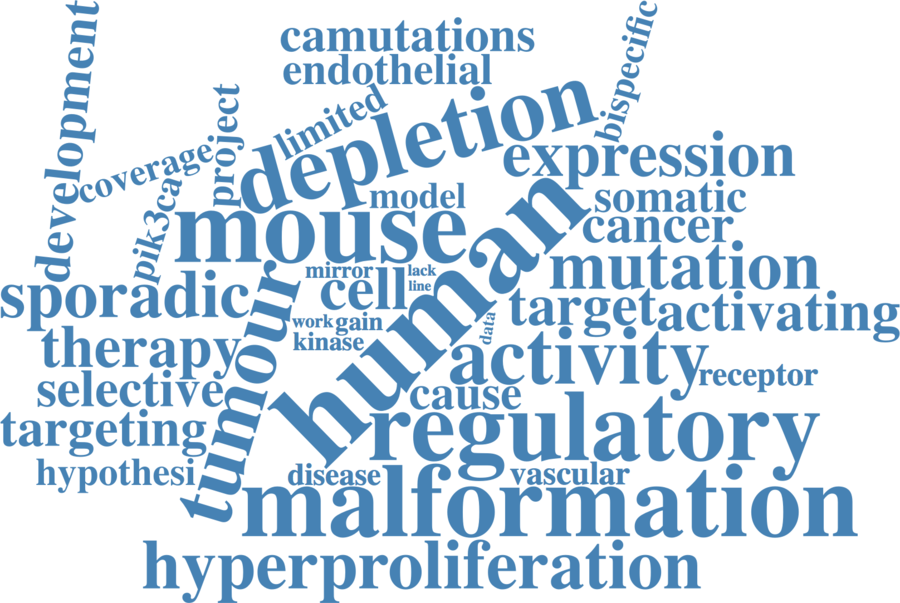 development
camutations
bispecific
endothelial
limited
project
depletion
coverage
expression
pik3ca
model
somatic
mouse
cancer
mutation
mirror
lack
sporadic
cell
line
human
target
activating
work
gain
data
tumour
therapy
kinase
activity
receptor
selective
cause
regulatory
targeting
hypothesi
disease
vascular
malformation
hyperproliferation